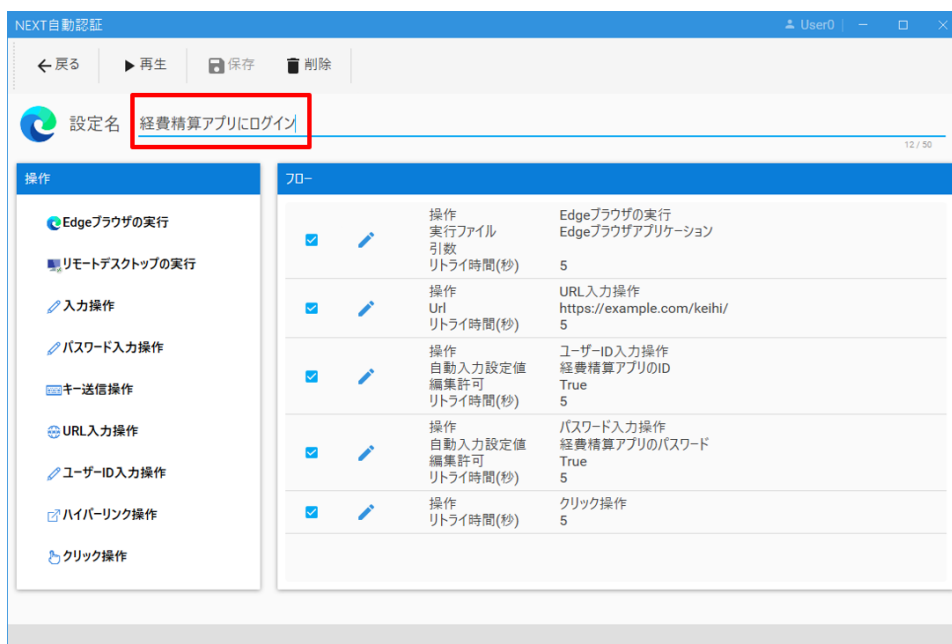 NEXT自動認証
User0
戻る
再生
保存
削除
設定名
経費精算アプリにログイン
12 / 50
操作
Edgeブラウザの実行
リモートデスクトップの実行
入力操作
パスワード入力操作
キー送信操作
URL入力操作
ユーザーID入力操作
ハイパーリンク操作
クリック操作
フロー
操作 Edgeブラウザの実行
実行ファイル Edgeブラウザアプリケーション
引数
リトライ時間(秒) 5
操作 URL入力操作
Url https://example.com/keihi/
リトライ時間(秒) 5
操作 ユーザーID入力操作
自動入力設定値 経費精算アプリのID
編集許可 True
リトライ時間(秒) 5
操作 パスワード入力操作
自動入力設定値 経費精算アプリのパスワード
編集許可 True
リトライ時間(秒) 5
操作 クリック操作
リトライ時間(秒) 5